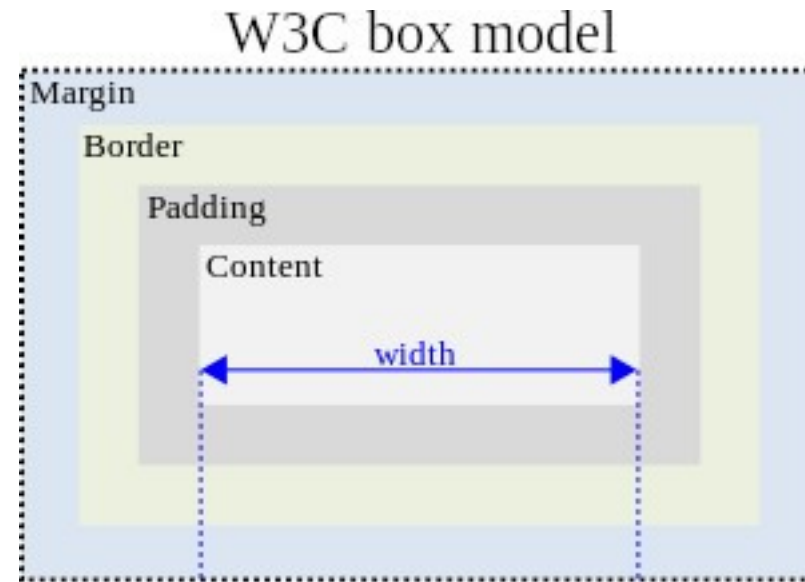 W3C box model
Margin
Border
Padding
Content
width